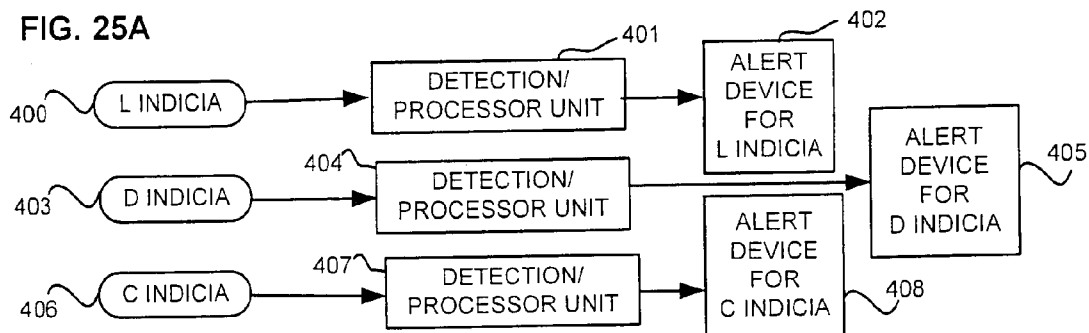 FIG. 25A
400
L INDICIA
401
DETECTION/
PROCESSOR UNIT
402
ALERT
DEVICE
FOR
L INDICIA
403
D INDICIA
404
DETECTION/
PROCESSOR UNIT
405
ALERT
DEVICE
FOR
D INDICIA
406
C INDICIA
407
DETECTION/
PROCESSOR UNIT
ALERT
DEVICE
FOR
C INDICIA
408